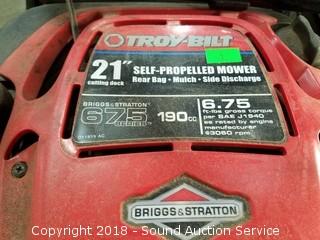 TROY-BILT
21"
cutting deck
SELF-PROPELLED MOWER
Rear Bag • Mulch • Side Discharge
BRIGGS & STRATTON
675
SERIES
190cc
6.75
ft-lbs gross torque
per SAE J1940
as rated by engine
manufacturer
@3060 rpm
BRIGGS&STRATTON
Copyright 2018 - Sound Auction Service